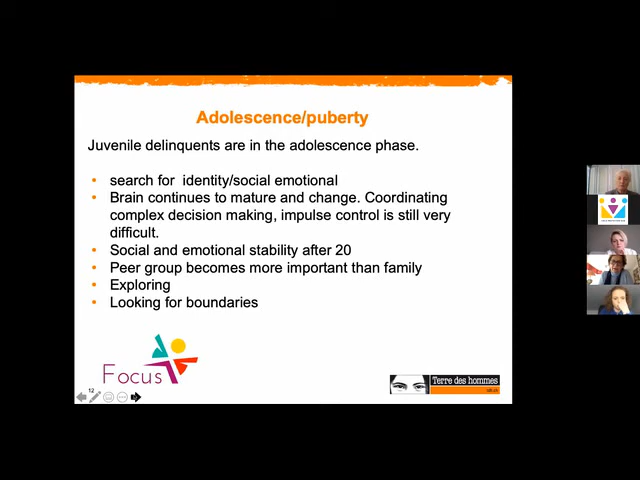 Adolescence/puberty
Juvenile delinquents are in the adolescence phase.
• search for identity/social emotional
• Brain continues to mature and change. Coordinating
complex decision making, impulse control is still very
difficult.
• Social and emotional stability after 20
• Peer group becomes more important than family
• Exploring
• Looking for boundaries
Focus
Terre des hommes
12